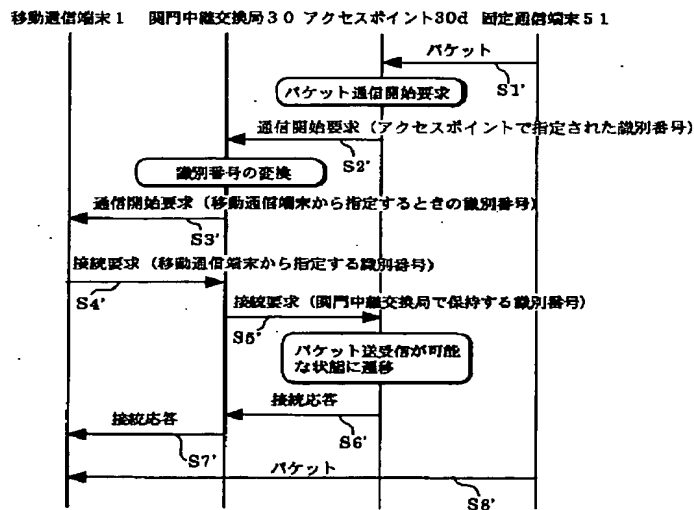 移動通信端末1 関門中継交換局30 アクセスポイント30d 固定通信端末51
パケット
S1'
パケット通信開始要求
通信開始要求(アクセスポイントで指定された識別番号)
S2'
識別番号の変換
通信開始要求(移動通信端末から指定するときの識別番号)
S3'
接続要求(移動通信端末から指定する識別番号)
S4'
接続要求(関門中継交換局で保持する識別番号)
S5'
パケット送受信が可能
な状態に遷移
接続応答
S6'
接続応答
S7'
パケット
S8'